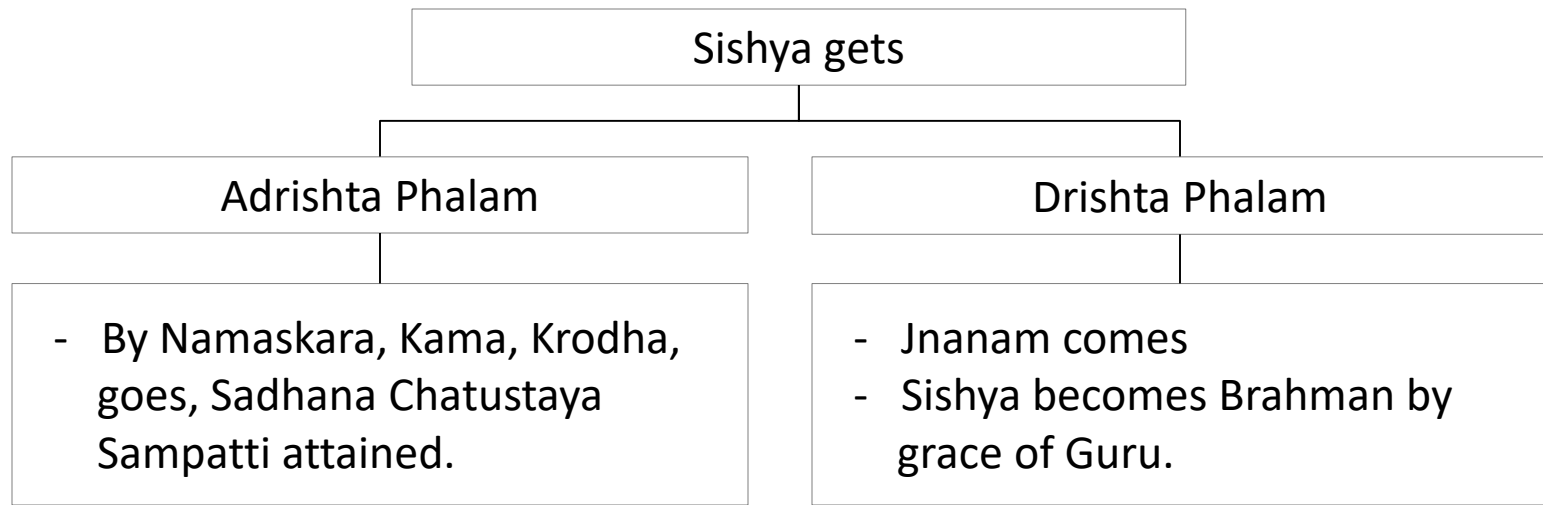 Sishya gets
Adrishta Phalam
Drishta Phalam
- By Namaskara, Kama, Krodha,
goes, Sadhana Chatustaya
Sampatti attained.
- Jnanam comes
- Sishya becomes Brahman by
grace of Guru.